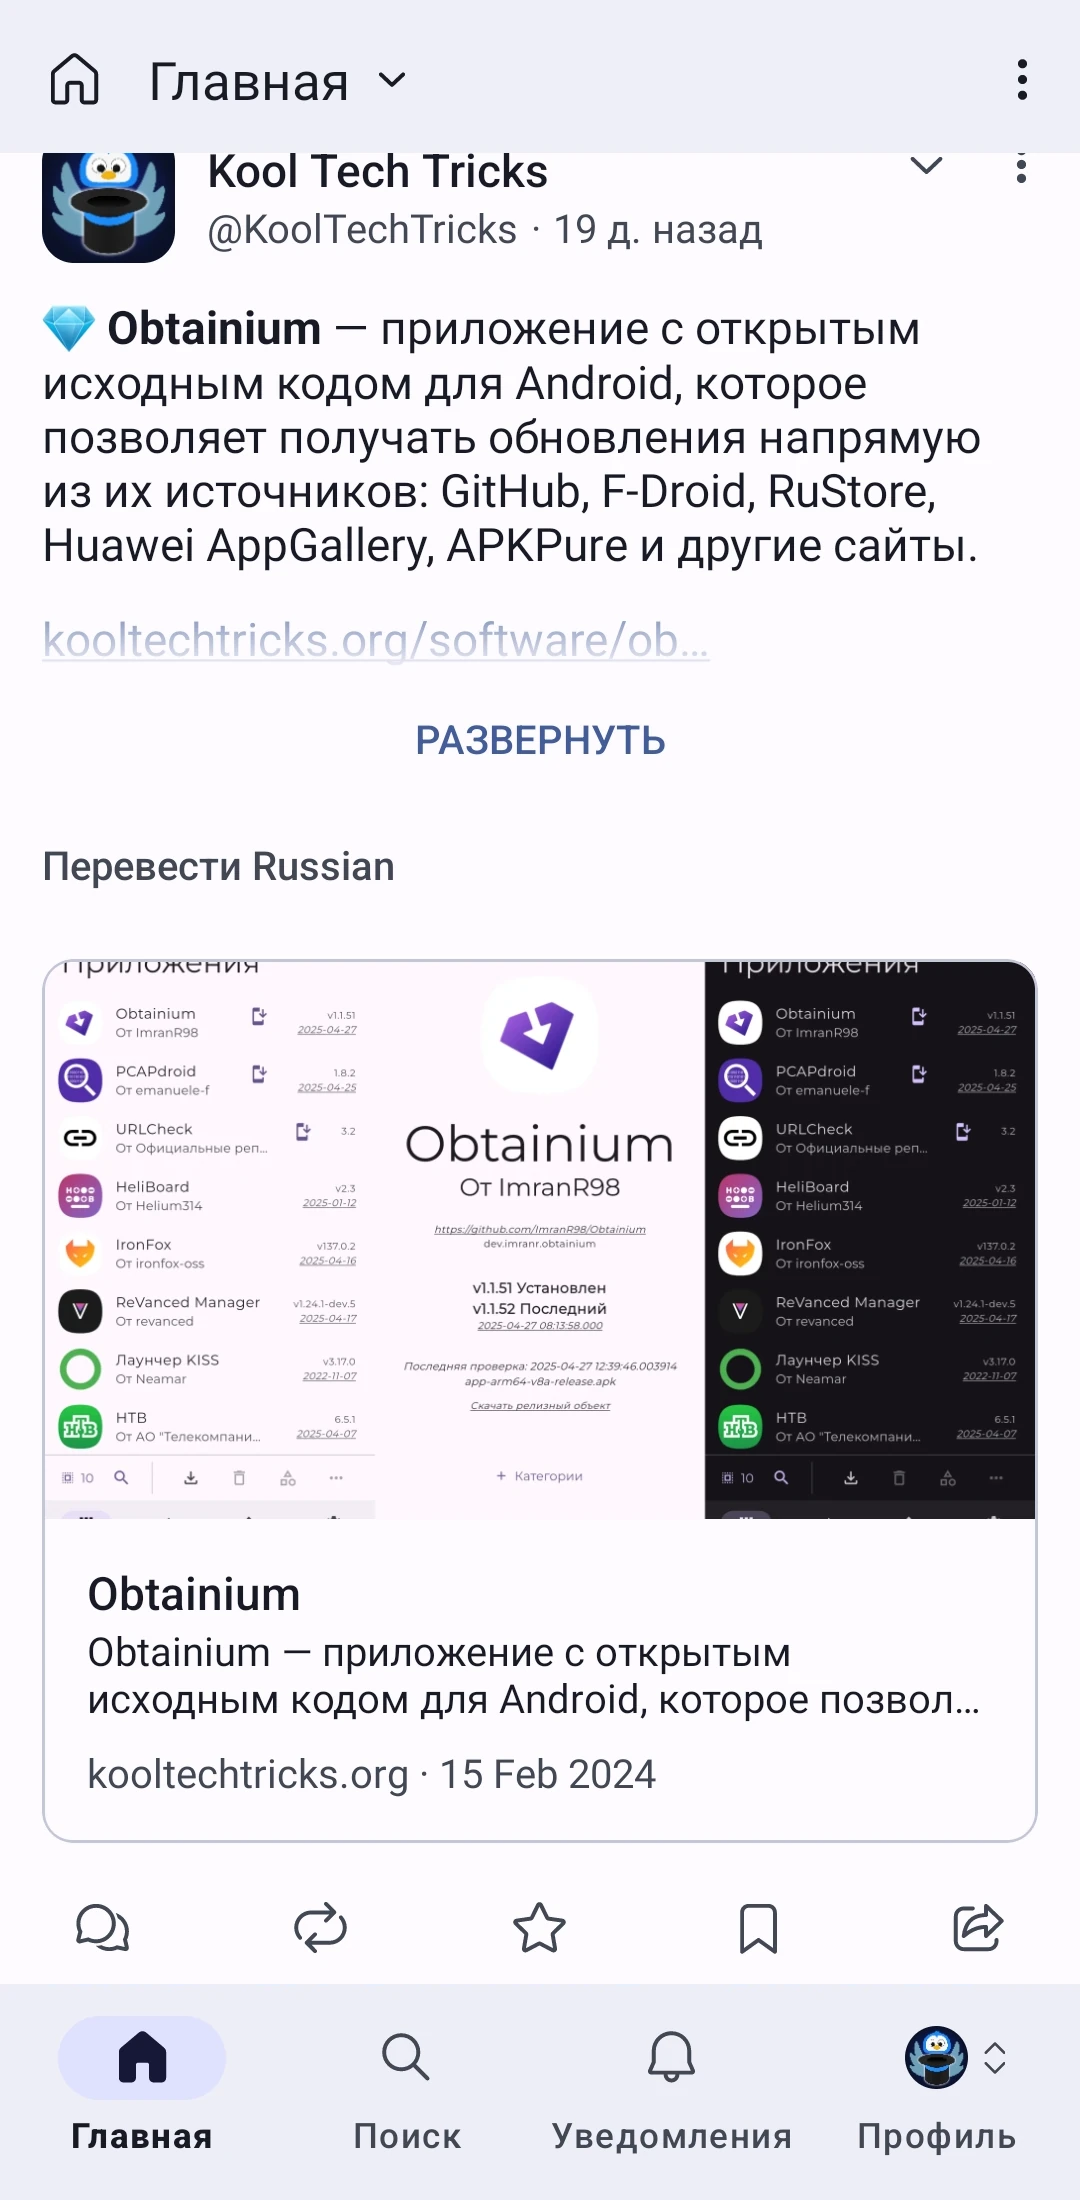 Главная
Kool Tech Tricks
@KoolTechTricks · 19 д. назад
💎 Obtainium — приложение с открытым
исходным кодом для Android, которое
позволяет получать обновления напрямую
из их источников: GitHub, F-Droid, RuStore,
Huawei AppGallery, APKPure и другие сайты.
kooltechtricks.org/software/ob…
РАЗВЕРНУТЬ
Перевести Russian
Приложения
Obtainium
От ImranR98
v1.1.51
2025-04-27
PCAPdroid
От emanuele-f
1.8.2
2025-04-25
URLCheck
От Официальные реп...
3.2
HeliBoard
От Helium314
v2.3
2025-01-12
IronFox
От ironfox-oss
v137.0.2
2025-04-16
ReVanced Manager
От revanced
v1.24.1-dev.5
2025-04-17
Лаунчер KISS
От Neamar
v3.17.0
2022-11-07
НТВ
От АО "Телекомпани...
6.5.1
2025-04-07
10
Obtainium
От ImranR98
https://github.com/ImranR98/Obtainium
dev.imranr.obtainium
v1.1.51 Установлен
v1.1.52 Последний
2025-04-27 08:13:58.000
Последняя проверка: 2025-04-27 12:39:46.003914
app-arm64-v8a-release.apk
Скачать релизный объект
+ Категории
Приложения
Obtainium
От ImranR98
v1.1.51
2025-04-27
PCAPdroid
От emanuele-f
1.8.2
2025-04-25
URLCheck
От Официальные реп...
3.2
HeliBoard
От Helium314
v2.3
2025-01-12
IronFox
От ironfox-oss
v137.0.2
2025-04-16
ReVanced Manager
От revanced
v1.24.1-dev.5
2025-04-17
Лаунчер KISS
От Neamar
v3.17.0
2022-11-07
НТВ
От АО "Телекомпани...
6.5.1
2025-04-07
10
Obtainium
Obtainium — приложение с открытым
исходным кодом для Android, которое позвол…
kooltechtricks.org · 15 Feb 2024
Главная
Поиск
Уведомления
Профиль